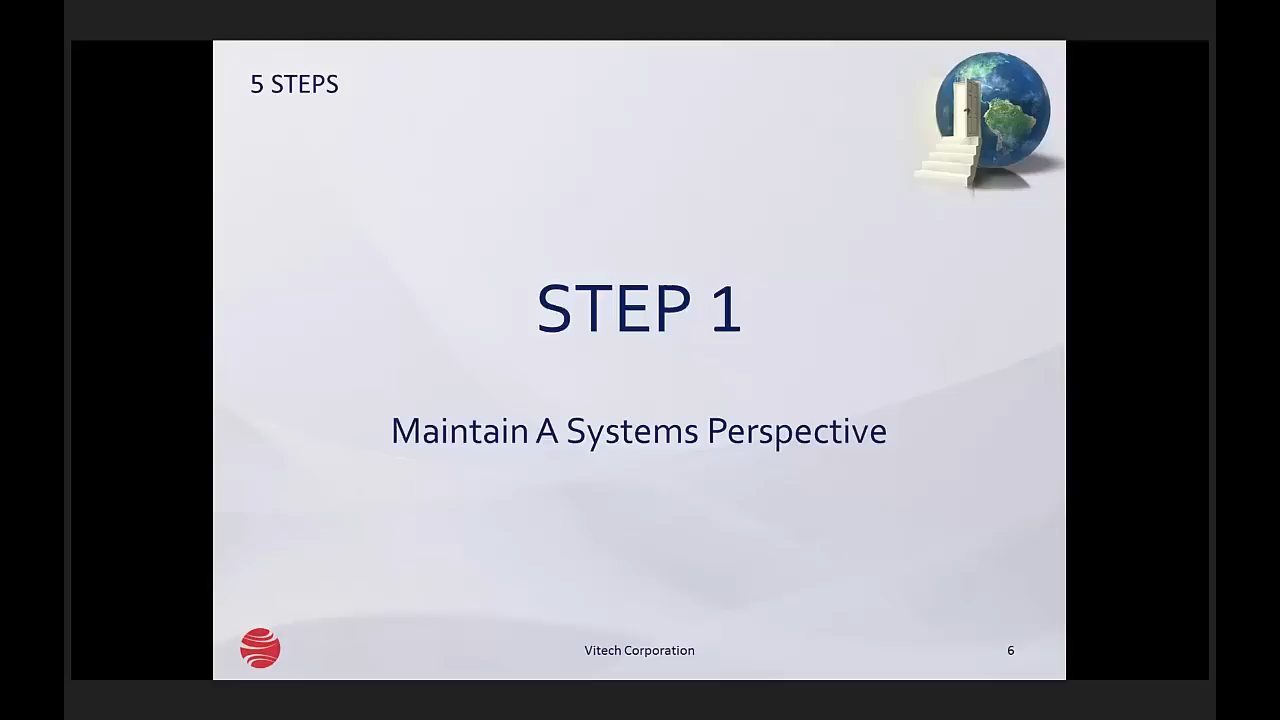 5 STEPS
STEP 1
Maintain A Systems Perspective
Vitech Corporation
6